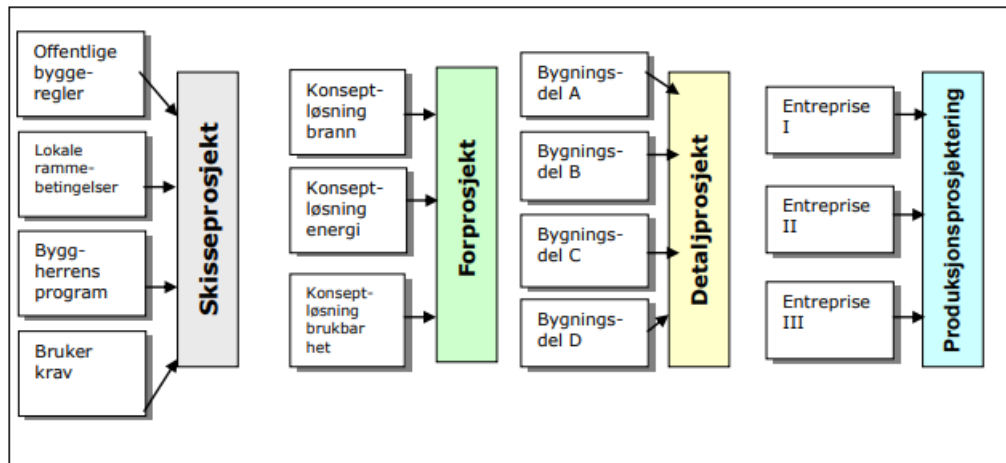 Offentlige
bygge-
regler
Lokale
ramme-
betingelser
Bygg-
herrens
program
Bruker
krav
Skisseprosjekt
Konsept-
løsning
brann
Konsept-
løsning
energi
Konsept-
løsning
brukbar
het
Forprosjekt
Bygnings-
del A
Bygnings-
del B
Bygnings-
del C
Bygnings-
del D
Detaljprosjekt
Entreprise
I
Entreprise
II
Entreprise
III
Produksjonsprosjektering